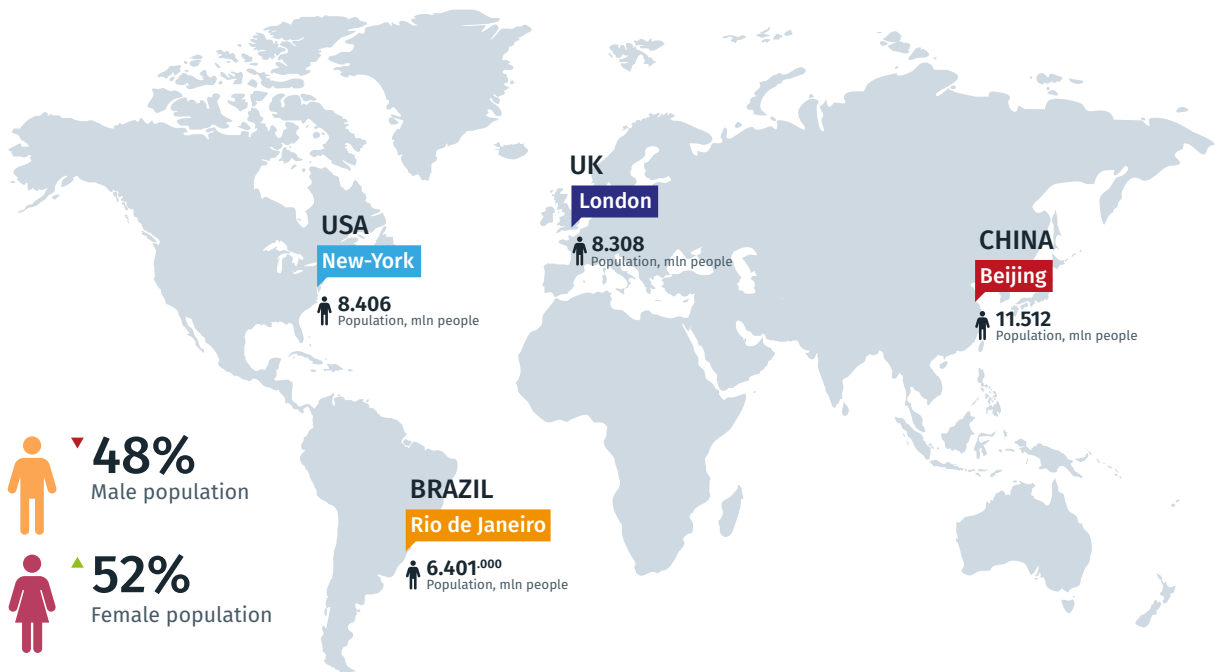 UK
London
8.308
Population, mln people
USA
New-York
8.406
Population, mln people
CHINA
Beijing
11.512
Population, mln people
48%
Male population
BRAZIL
Rio de Janeiro
6.401.000
Population, mln people
52%
Female population